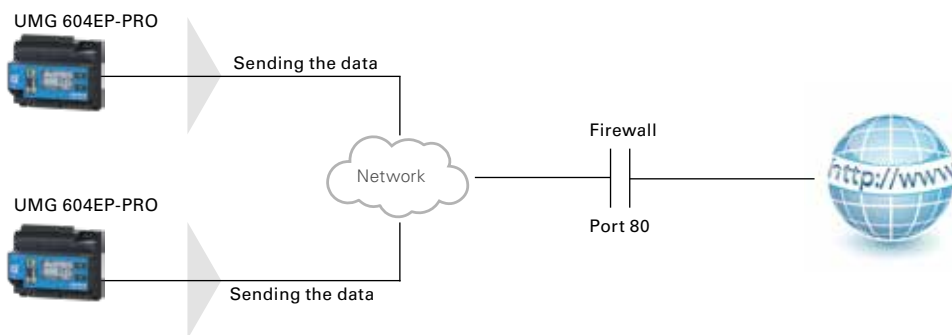 UMG 604EP-PRO
Sending the data
Firewall
Network
http://www
UMG 604EP-PRO
Port 80
Sending the data